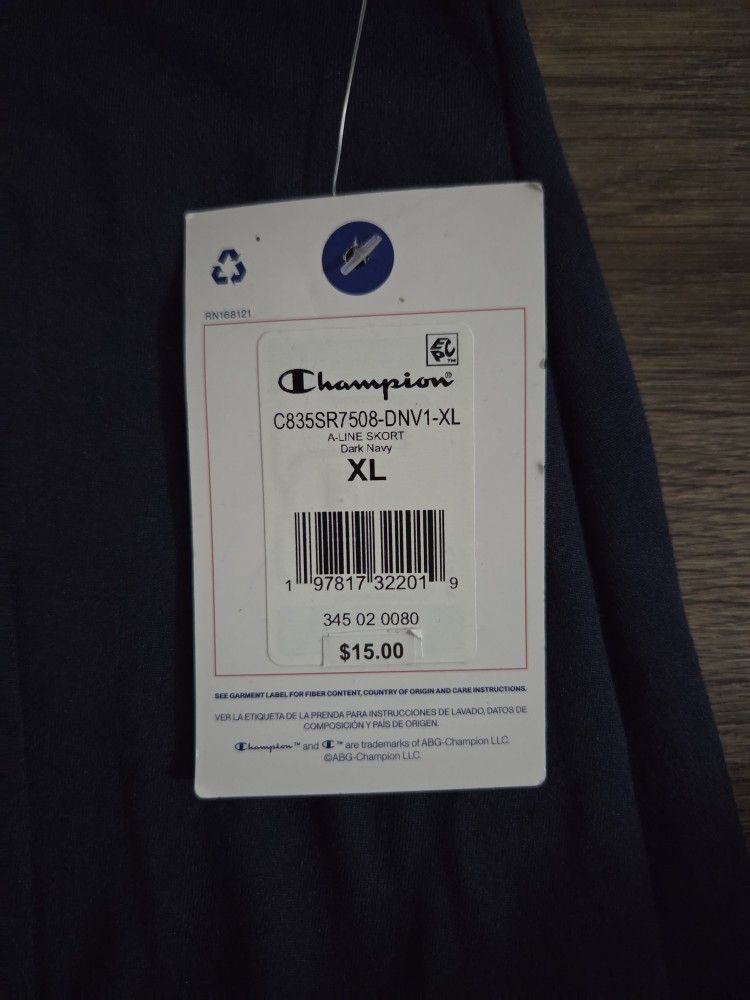 RN168121
EPC™
Champion®
C835SR7508-DNV1-XL
A-LINE SKORT
Dark Navy
XL
1 97817 32201 9
345 02 0080
$15.00
SEE GARMENT LABEL FOR FIBER CONTENT, COUNTRY OF ORIGIN AND CARE INSTRUCTIONS.
VER LA ETIQUETA DE LA PRENDA PARA INSTRUCCIONES DE LAVADO, DATOS DE
COMPOSICIÓN Y PAÍS DE ORIGEN.
Champion™ and C™ are trademarks of ABG-Champion LLC.
©ABG-Champion LLC.